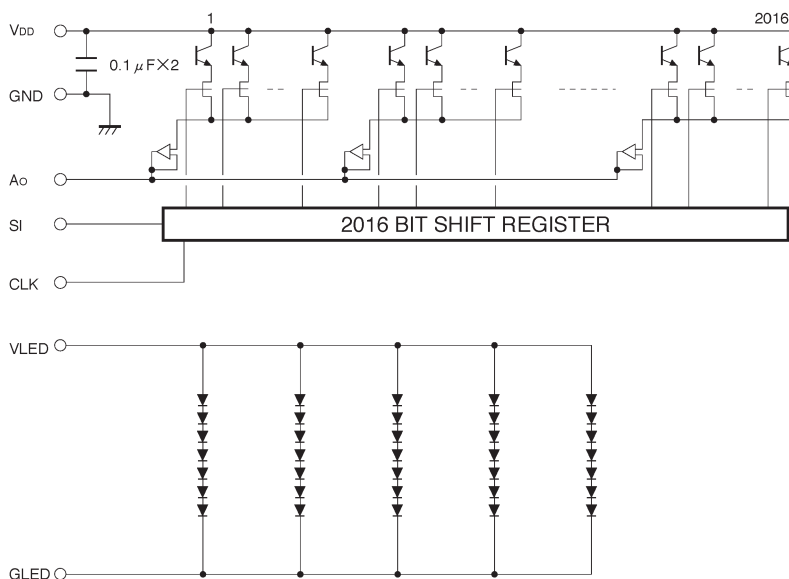 1 2016
VDD
0.1 μF×2
GND
AO
SI
2016 BIT SHIFT REGISTER
CLK
VLED
GLED